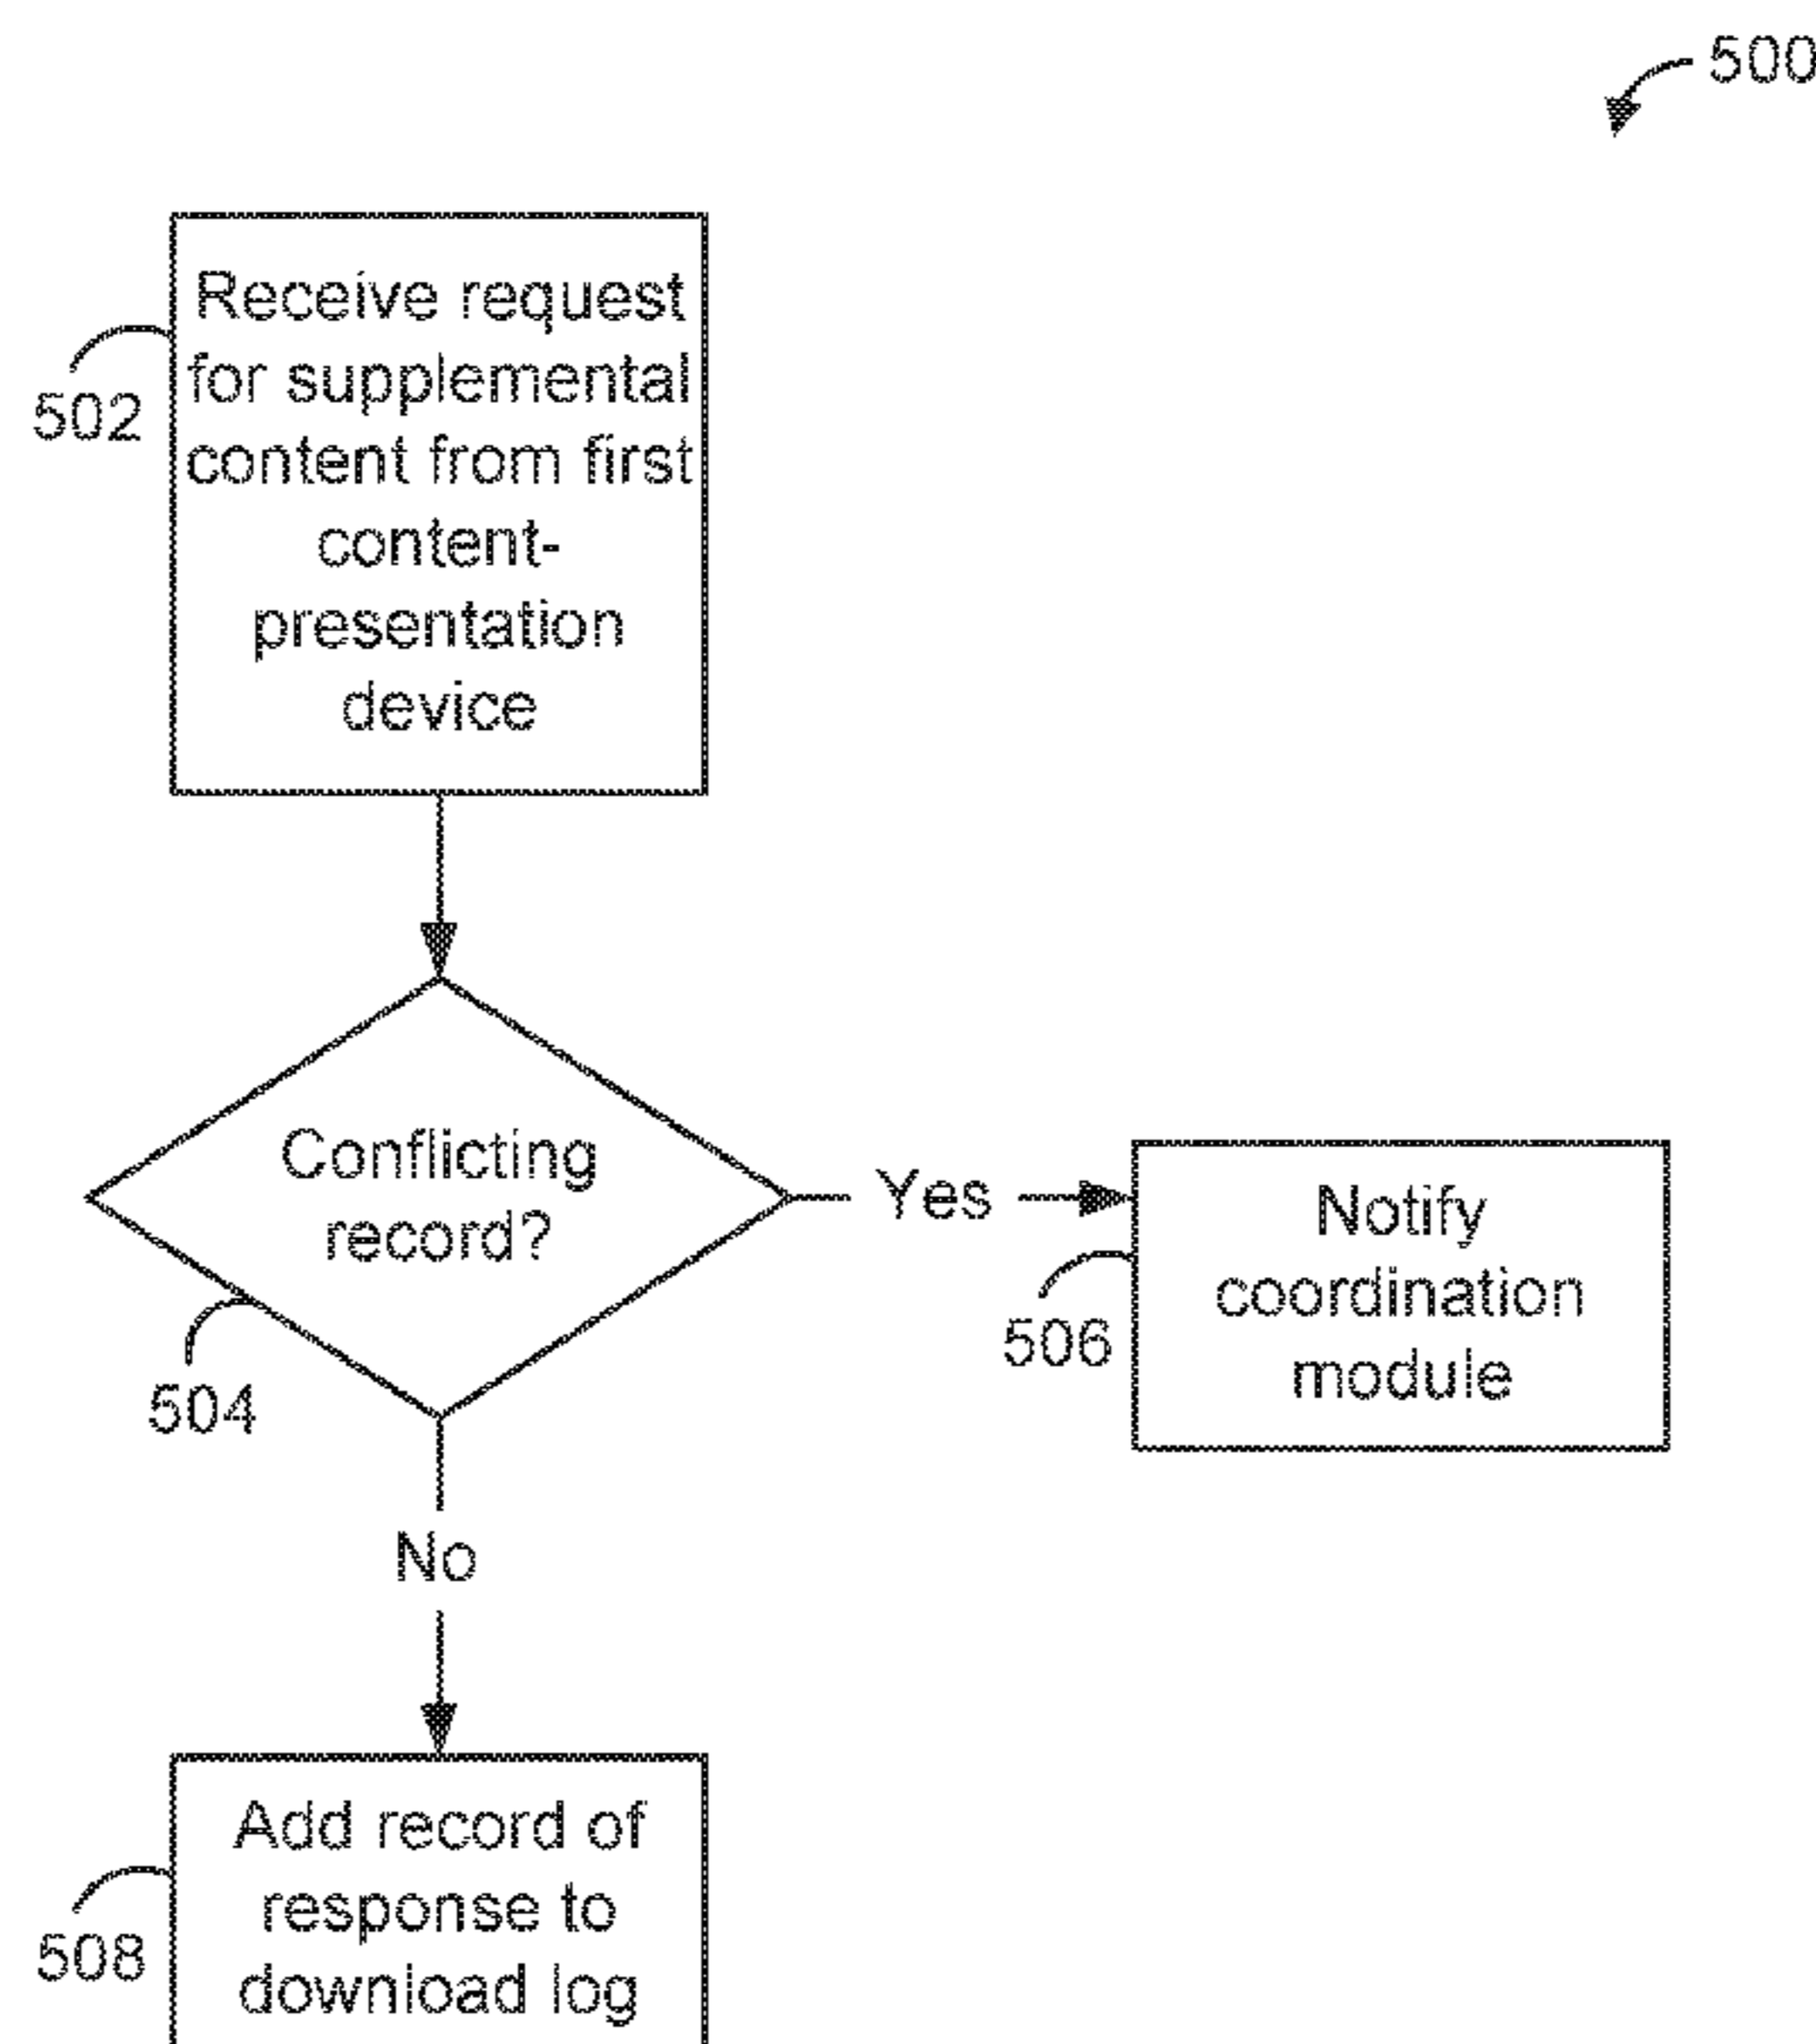 500
Receive request
for supplemental
content from first
content-
presentation
device
502
Conflicting
record?
504
Yes
Notify
coordination
module
506
No
Add record of
response to
download log
508